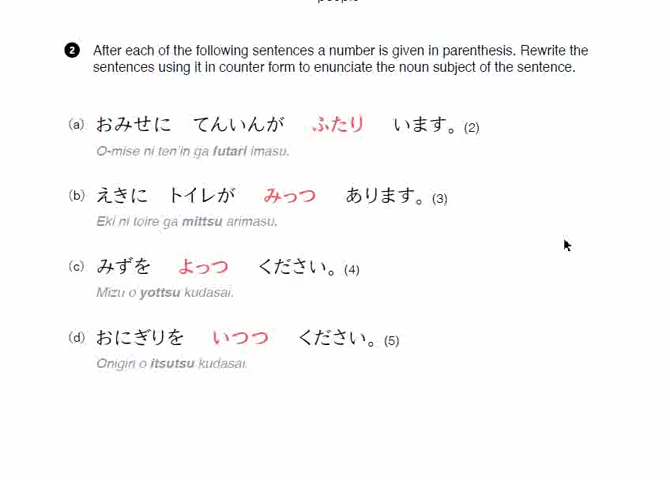 people
❷ After each of the following sentences a number is given in parenthesis. Rewrite the
sentences using it in counter form to enunciate the noun subject of the sentence.
(a) おみせに てんいんが ふたり います。(2)
O-mise ni ten'in ga futari imasu.
(b) えきに トイレが みっつ あります。(3)
Eki ni toire ga mittsu arimasu.
(c) みずを よっつ ください。(4)
Mizu o yottsu kudasai.
(d) おにぎりを いつつ ください。(5)
Onigiri o itsutsu kudasai.